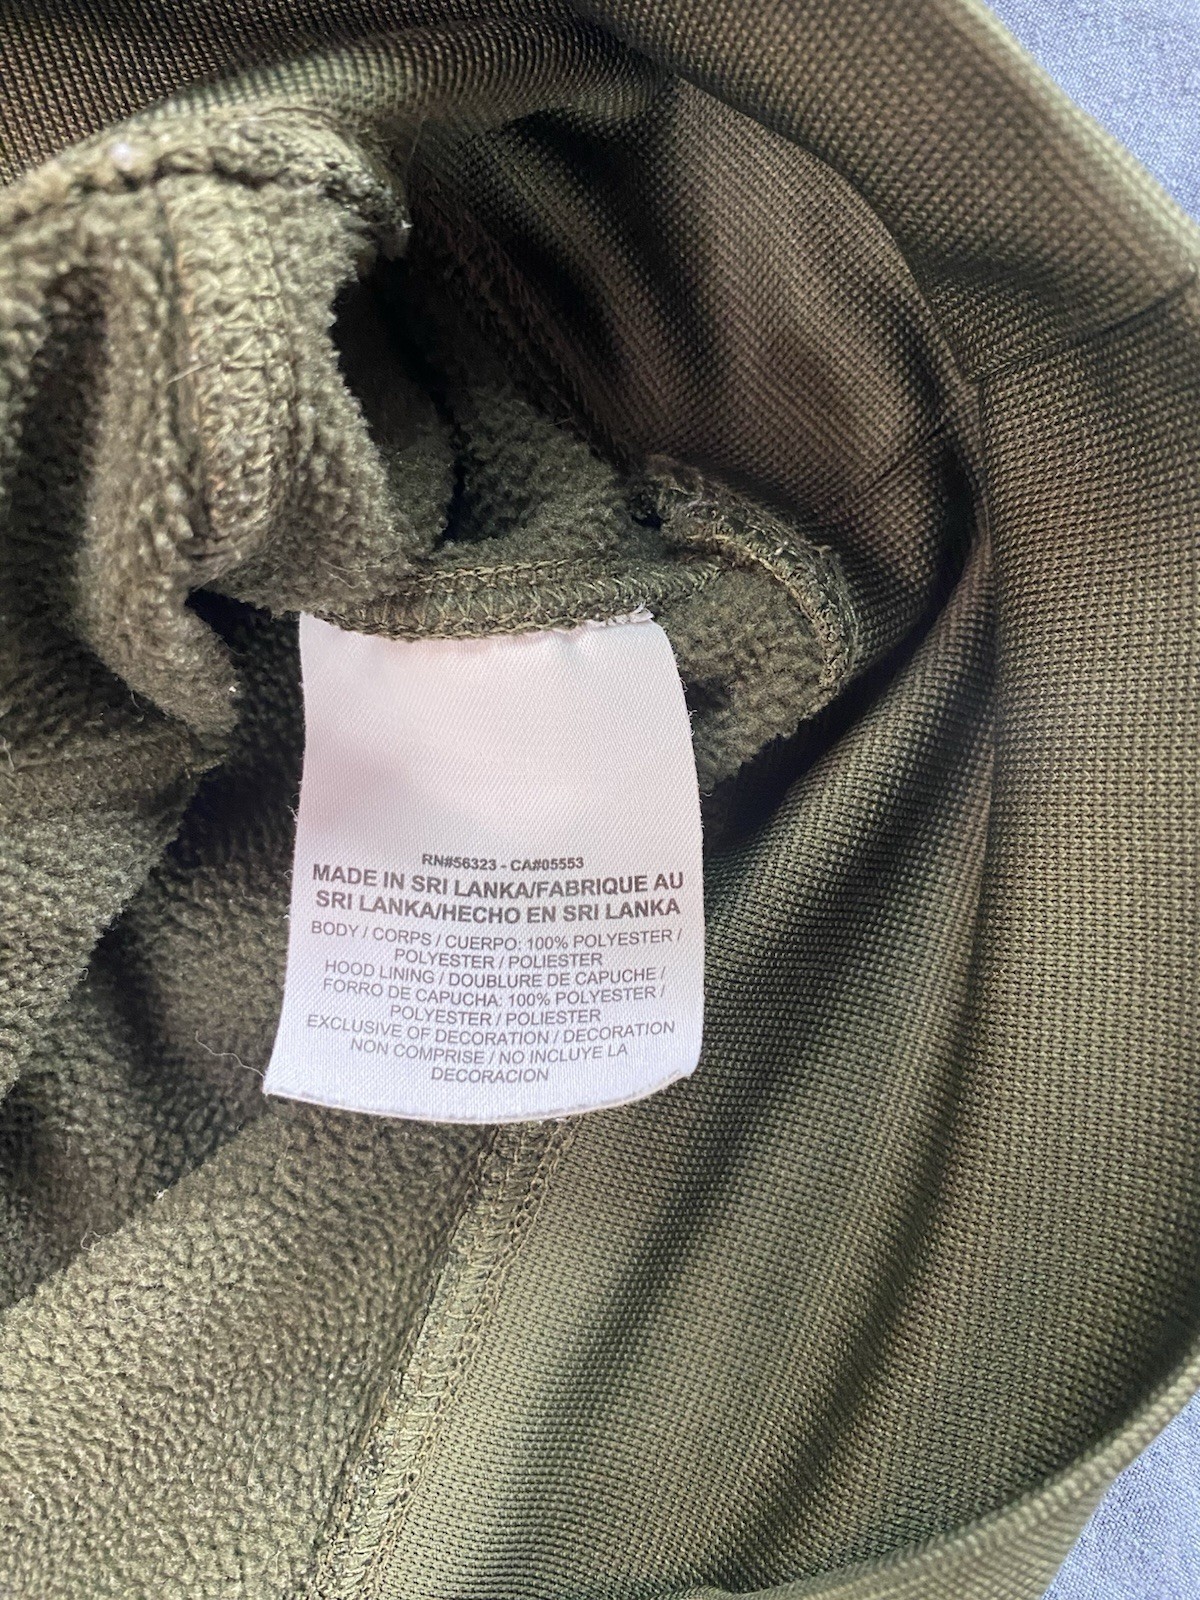 RN#56323 - CA#05553
MADE IN SRI LANKA/FABRIQUE AU
SRI LANKA/HECHO EN SRI LANKA
BODY / CORPS / CUERPO: 100% POLYESTER /
POLYESTER / POLIESTER
HOOD LINING / DOUBLURE DE CAPUCHE /
FORRO DE CAPUCHA: 100% POLYESTER /
POLYESTER / POLIESTER
EXCLUSIVE OF DECORATION / DECORATION
NON COMPRISE / NO INCLUYE LA
DECORACION